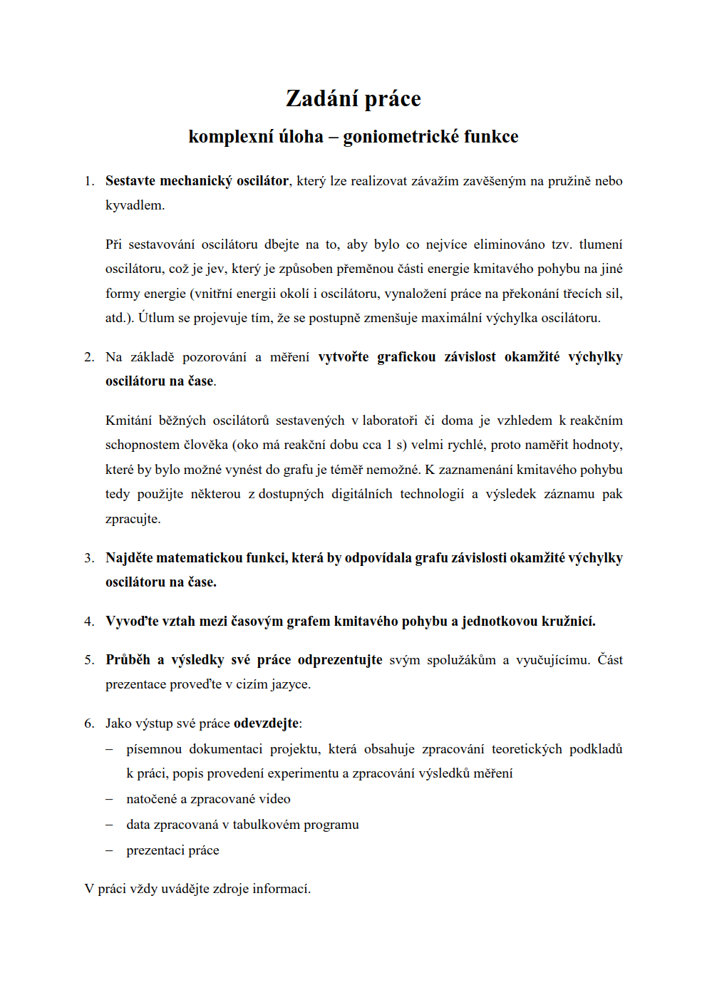 Zadání práce
komplexní úloha – goniometrické funkce
1. Sestavte mechanický oscilátor, který lze realizovat závažím zavěšeným na pružině nebo
kyvadlem.
Při sestavování oscilátoru dbejte na to, aby bylo co nejvíce eliminováno tzv. tlumení
oscilátoru, což je jev, který je způsoben přeměnou části energie kmitavého pohybu na jiné
formy energie (vnitřní energii okolí i oscilátoru, vynaložení práce na překonání třecích sil,
atd.). Útlum se projevuje tím, že se postupně zmenšuje maximální výchylka oscilátoru.
2. Na základě pozorování a měření vytvořte grafickou závislost okamžité výchylky
oscilátoru na čase.
Kmitání běžných oscilátorů sestavených v laboratoři či doma je vzhledem k reakčním
schopnostem člověka (oko má reakční dobu cca 1 s) velmi rychlé, proto naměřit hodnoty,
které by bylo možné vynést do grafu je téměř nemožné. K zaznamenání kmitavého pohybu
tedy použijte některou z dostupných digitálních technologií a výsledek záznamu pak
zpracujte.
3. Najděte matematickou funkci, která by odpovídala grafu závislosti okamžité výchylky
oscilátoru na čase.
4. Vyvoďte vztah mezi časovým grafem kmitavého pohybu a jednotkovou kružnicí.
5. Průběh a výsledky své práce odprezentujte svým spolužákům a vyučujícímu. Část
prezentace proveďte v cizím jazyce.
6. Jako výstup své práce odevzdejte:
– písemnou dokumentaci projektu, která obsahuje zpracování teoretických podkladů
k práci, popis provedení experimentu a zpracování výsledků měření
– natočené a zpracované video
– data zpracovaná v tabulkovém programu
– prezentaci práce
V práci vždy uvádějte zdroje informací.